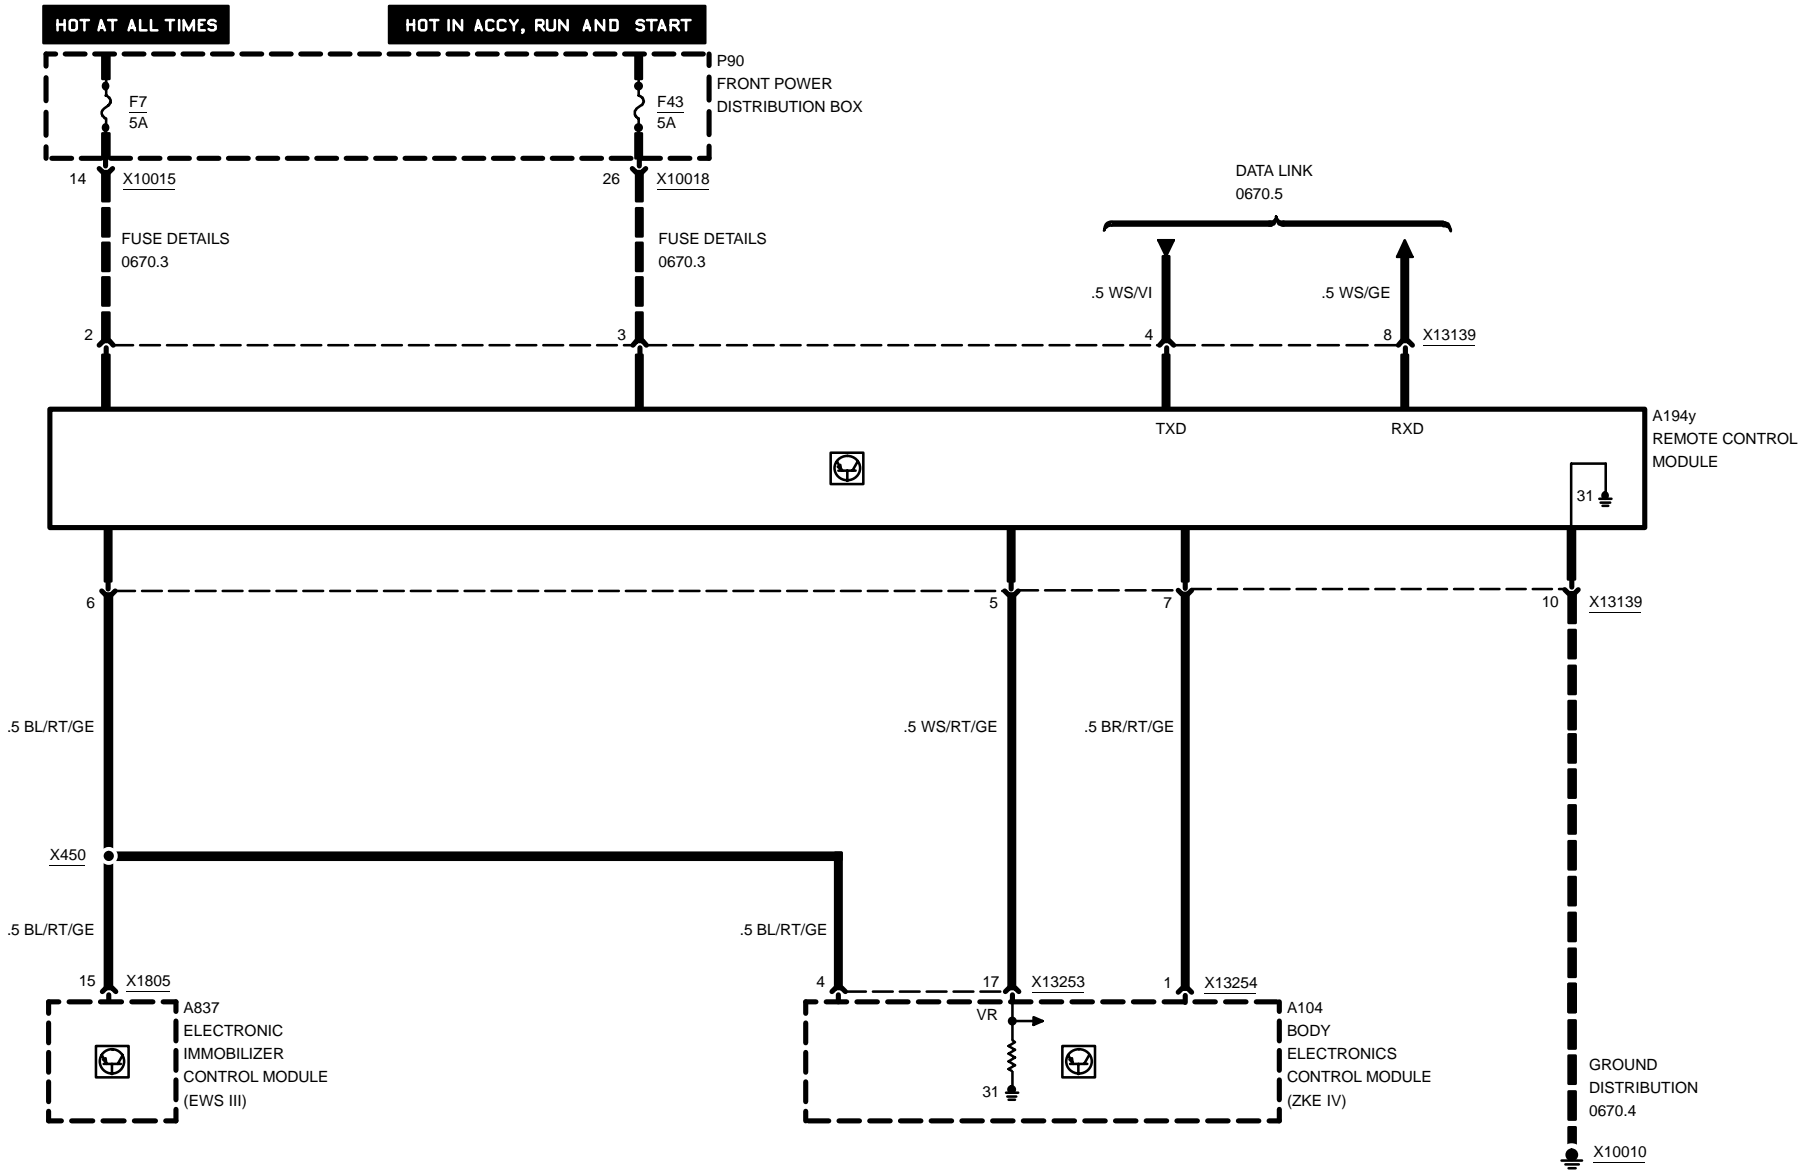 HOT AT ALL TIMES
HOT IN ACCY, RUN AND START
P90
FRONT POWER
DISTRIBUTION BOX
F7
5A
F43
5A
14 X10015
26 X10018
DATA LINK
0670.5
FUSE DETAILS
0670.3
FUSE DETAILS
0670.3
.5 WS/VI
.5 WS/GE
2
3
4
8 X13139
A194y
REMOTE CONTROL
MODULE
TXD
RXD
31
6
5
7
10 X13139
.5 BL/RT/GE
.5 WS/RT/GE
.5 BR/RT/GE
X450
.5 BL/RT/GE
.5 BL/RT/GE
15 X1805
4
17 X13253
1 X13254
A837
ELECTRONIC
IMMOBILIZER
CONTROL MODULE
(EWS III)
VR
31
A104
BODY
ELECTRONICS
CONTROL MODULE
(ZKE IV)
GROUND
DISTRIBUTION
0670.4
X10010